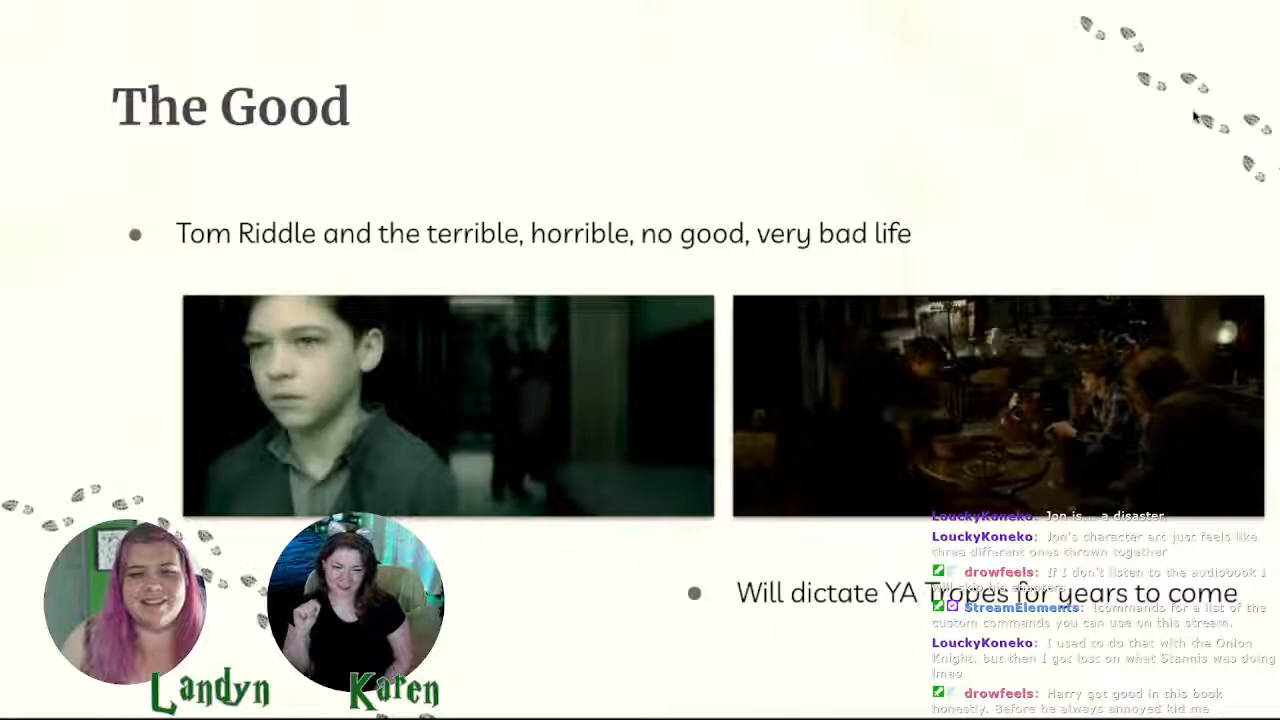 The Good
Tom Riddle and the terrible, horrible, no good, very bad life
LouckyKoneko: Jon is... a disaster.
LouckyKoneko: Jon's character arc just feels like
three different ones thrown together
drowfeels: If I don't listen to the audiobook I
will skip his chapters
Will dictate YA Tropes for years to come
StreamElements: !commands for a list of the
custom commands you can use on this stream.
LouckyKoneko: I used to do that with the Onion
Knight, but then I got lost on what Stannis was doing
lmao
drowfeels: Harry got good in this book
honestly. Before he always annoyed kid me
Landyn
Karen